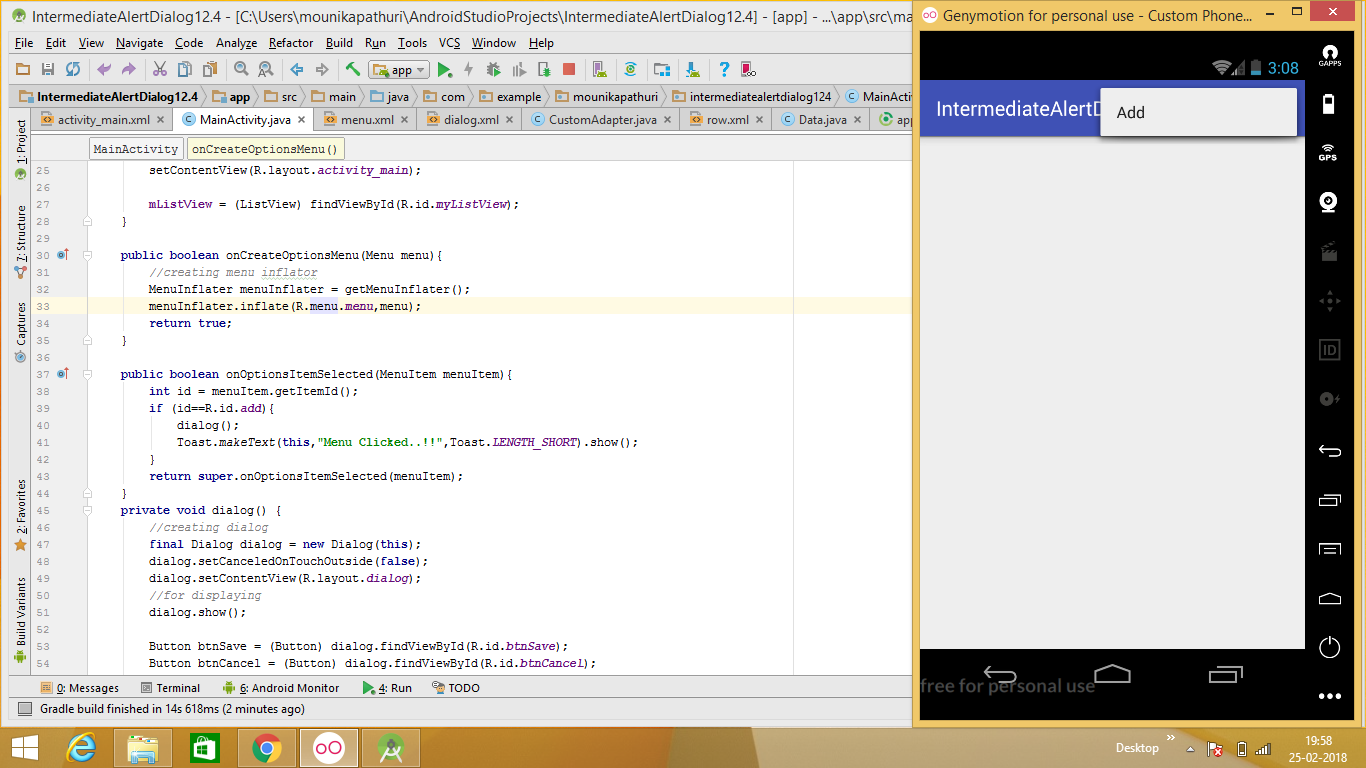 IntermediateAlertDialog12.4 - [C:\Users\mounikapathuri\AndroidStudioProjects\IntermediateAlertDialog12.4] - [app] - ...\app\src\ma
File Edit View Navigate Code Analyze Refactor Build Run Tools VCS Window Help
app
IntermediateAlertDialog12.4 app src main java com example mounikapathuri intermediatealertdialog124 MainActi
activity_main.xml MainActivity.java menu.xml dialog.xml CustomAdapter.java row.xml Data.java app
MainActivity onCreateOptionsMenu()
1: Project
7: Structure
Captures
2: Favorites
Build Variants
25 setContentView(R.layout.activity_main);
26
27 mListView = (ListView) findViewById(R.id.myListView);
28 }
29
30 public boolean onCreateOptionsMenu(Menu menu){
31 //creating menu inflator
32 MenuInflater menuInflater = getMenuInflater();
33 menuInflater.inflate(R.menu.menu,menu);
34 return true;
35 }
36
37 public boolean onOptionsItemSelected(MenuItem menuItem){
38 int id = menuItem.getItemId();
39 if (id==R.id.add){
40 dialog();
41 Toast.makeText(this,"Menu Clicked..!!",Toast.LENGTH_SHORT).show();
42 }
43 return super.onOptionsItemSelected(menuItem);
44 }
45 private void dialog() {
46 //creating dialog
47 final Dialog dialog = new Dialog(this);
48 dialog.setCanceledOnTouchOutside(false);
49 dialog.setContentView(R.layout.dialog);
50 //for displaying
51 dialog.show();
52
53 Button btnSave = (Button) dialog.findViewById(R.id.btnSave);
54 Button btnCancel = (Button) dialog.findViewById(R.id.btnCancel);
0: Messages Terminal 6: Android Monitor 4: Run TODO
Gradle build finished in 14s 618ms (2 minutes ago)
Genymotion for personal use - Custom Phone...
3:08
IntermediateAlertD
Add
free for personal use
GAPPS
GPS
ID
Desktop
19:58
25-02-2018